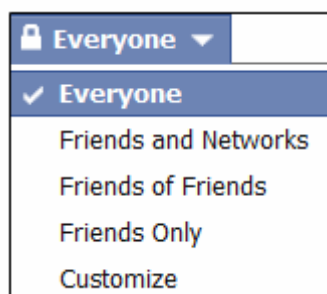 Everyone
Everyone
Friends and Networks
Friends of Friends
Friends Only
Customize